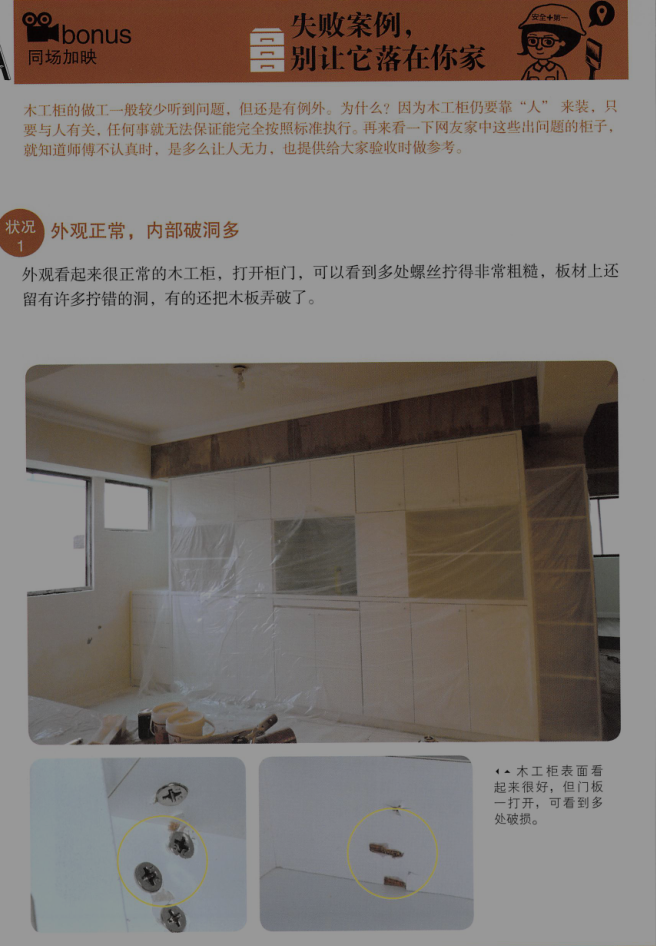 bonus
同场加映
失败案例，
别让它落在你家
安全+第一
木工柜的做工一般较少听到问题，但还是有例外。为什么？因为木工柜仍要靠“人”来装，只
要与人有关，任何事就无法保证能完全按照标准执行。再来看一下网友家中这些出问题的柜子，
就知道师傅不认真时，是多么让人无力，也提供给大家验收时做参考。
状况
1
外观正常，内部破洞多
外观看起来很正常的木工柜，打开柜门，可以看到多处螺丝拧得非常粗糙，板材上还
留有许多拧错的洞，有的还把木板弄破了。
木工柜表面看
起来很好，但门板
一打开，可看到多
处破损。